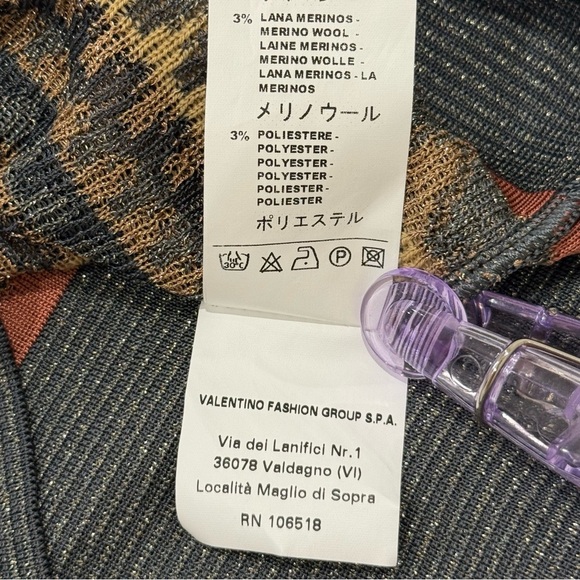 3% LANA MERINOS -
MERINO WOOL -
LAINE MERINOS -
MERINO WOLLE -
LANA MERINOS - LA
MERINOS
メリノウール
3% POLIESTERE -
POLYESTER -
POLYESTER -
POLYESTER -
POLIESTER -
POLIESTER
ポリエステル
30°C P
VALENTINO FASHION GROUP S.P.A.
Via dei Lanifici Nr.1
36078 Valdagno (VI)
Località Maglio di Sopra
RN 106518